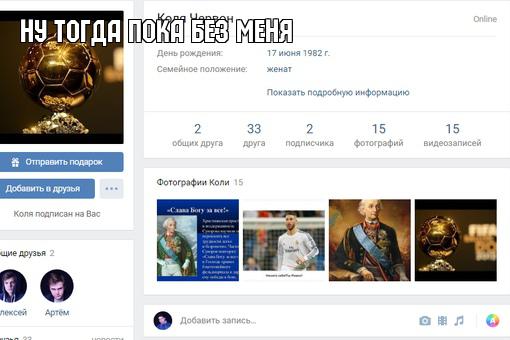 Коля Червон
Online
НУ ТОГДА ПОКА БЕЗ МЕНЯ
День рождения: 17 июня 1982 г.
Семейное положение: женат
Показать подробную информацию
2 33 2 15 15
общих друга друга подписчика фотографий видеозаписей
Отправить подарок
Добавить в друзья
Коля подписан на Вас
Фотографии Коли 15
«Слава Богу за все!»
бщие друзья 2
лексей Артём
Добавить запись...